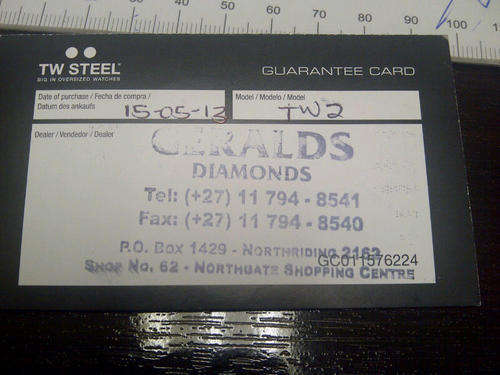 60 70 80 90 100
TW STEEL
BIG IN OVERSIZED WATCHES
GUARANTEE CARD
Date of purchase / Fecha de compra /
Datum des ankaufs
15-05-13
Model / Modelo / Model
TW2
Dealer / Vendedor / Dealer
GERALDS
DIAMONDS
Tel: (+27) 11 794 - 8541
Fax: (+27) 11 794 - 8540
P.O. Box 1429 - Northriding 2162
GC011576224
Shop No. 62 - Northgate Shopping Centre